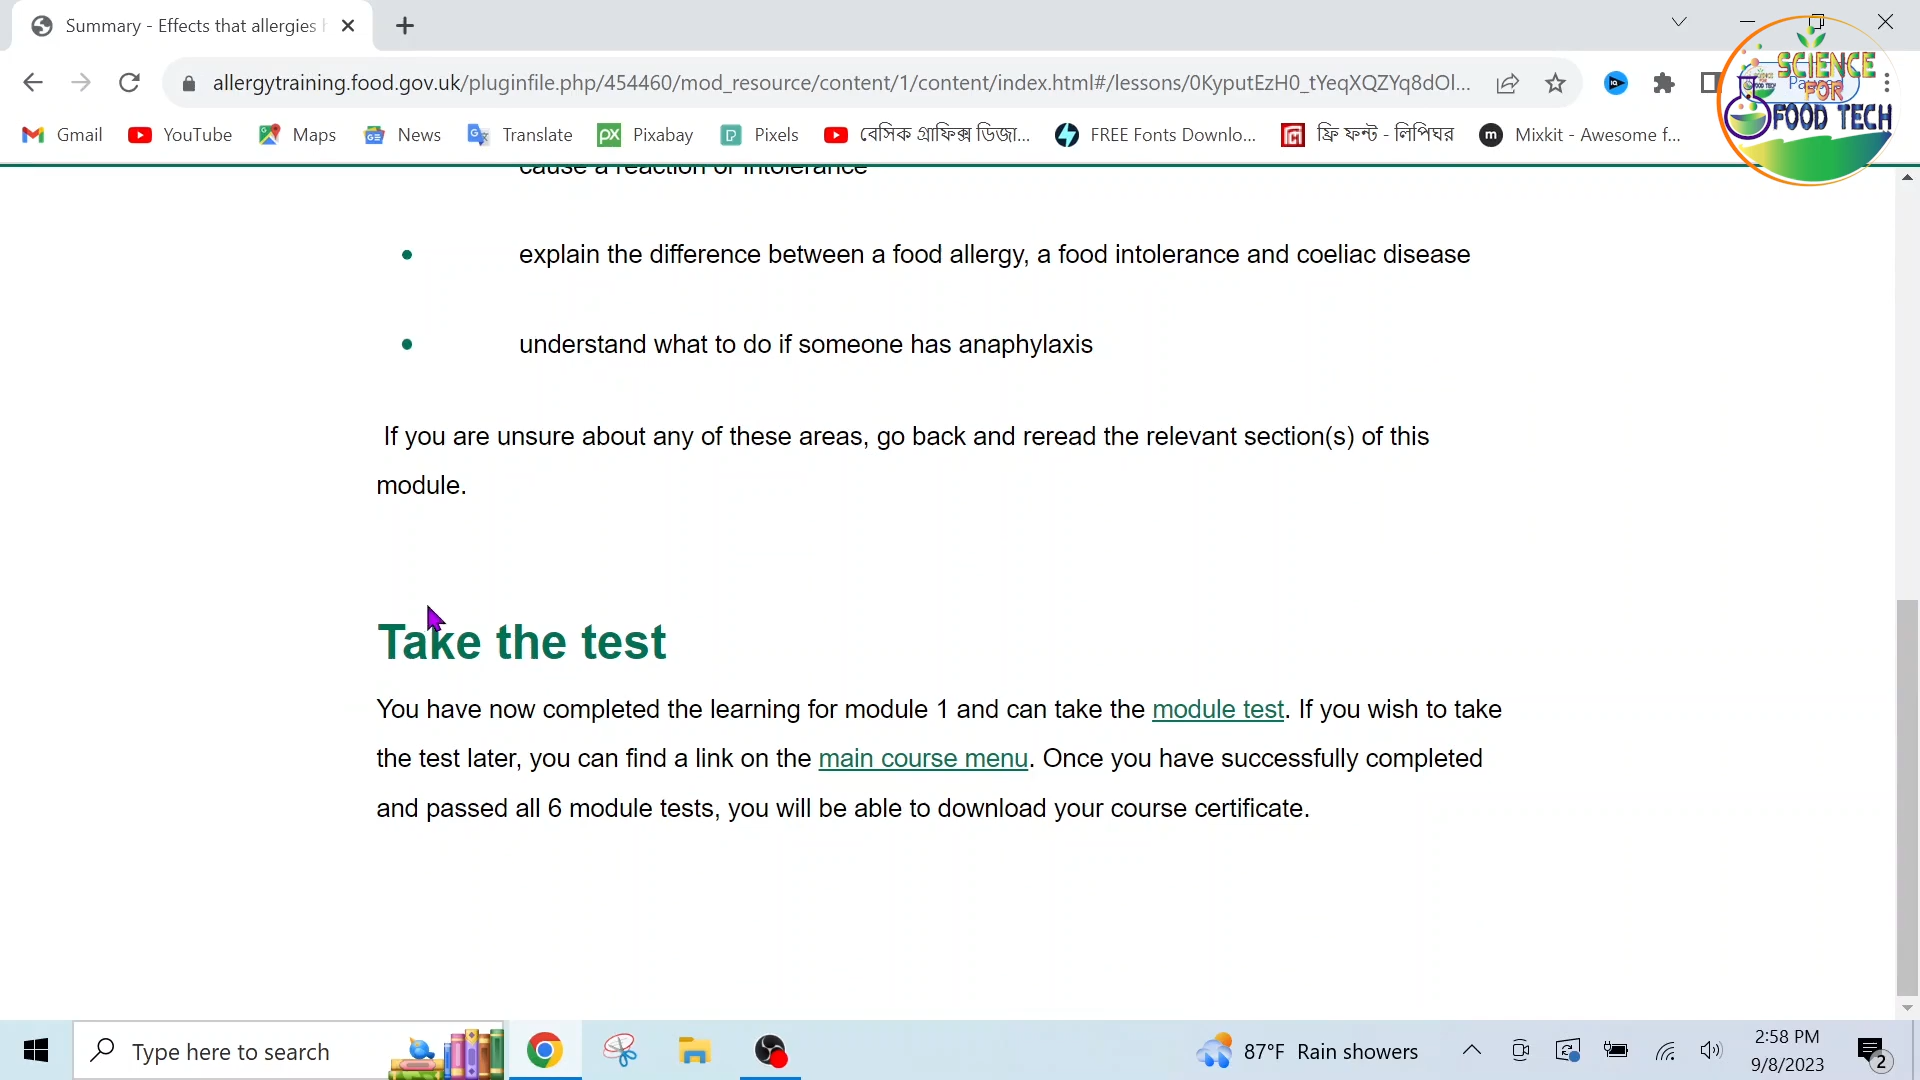 Summary - Effects that allergies h
allergytraining.food.gov.uk/pluginfile.php/454460/mod_resource/content/1/content/index.html#/lessons/0KyputEzH0_tYeqXQZYq8dOl...
SCIENCE
FOR
FOOD TECH
Gmail
YouTube
Maps
News
Translate
Pixabay
Pixels
বেসিক গ্রাফিক্স ডিজা...
FREE Fonts Downlo...
ফ্রি ফন্ট - লিপিঘর
Mixkit - Awesome f...
cause a reaction or intolerance
explain the difference between a food allergy, a food intolerance and coeliac disease
understand what to do if someone has anaphylaxis
If you are unsure about any of these areas, go back and reread the relevant section(s) of this
module.
Take the test
You have now completed the learning for module 1 and can take the module test. If you wish to take
the test later, you can find a link on the main course menu. Once you have successfully completed
and passed all 6 module tests, you will be able to download your course certificate.
Type here to search
87°F Rain showers
2:58 PM
9/8/2023
2